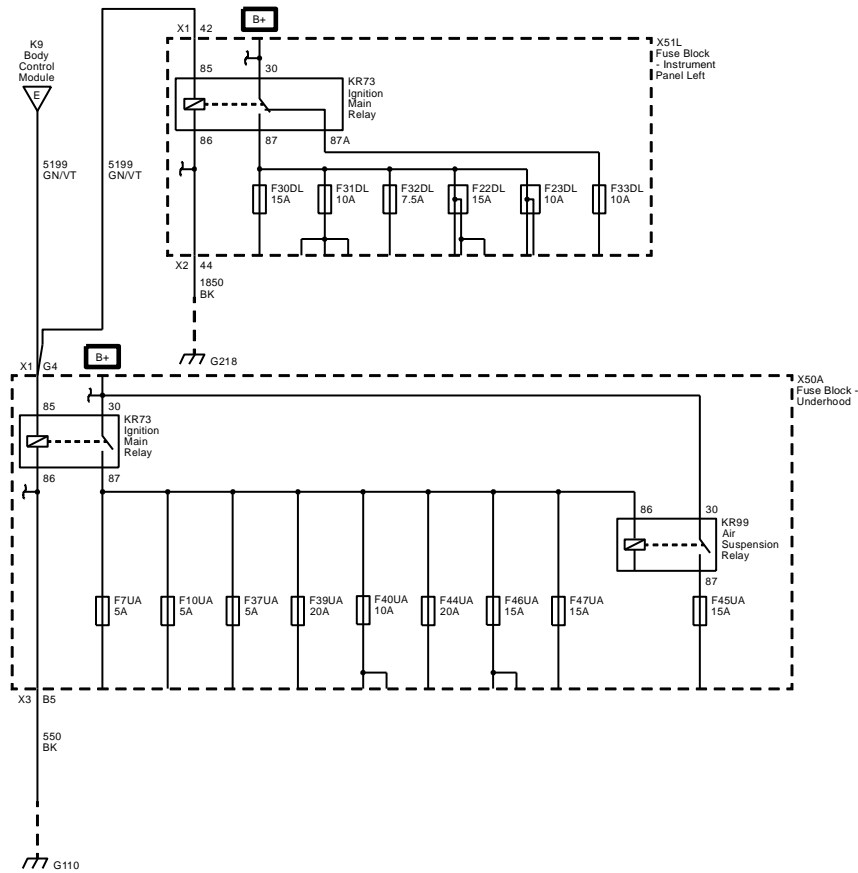 B+
X1 42
K9
Body
Control
Module
E
X51L
Fuse Block
- Instrument
Panel Left
85
30
KR73
Ignition
Main
Relay
86
87
87A
5199
GN/VT
5199
GN/VT
F30DL
15A
F31DL
10A
F32DL
7.5A
F22DL
15A
F23DL
10A
F33DL
10A
X2 44
1850
BK
G218
B+
X1 G4
X50A
Fuse Block -
Underhood
85
30
KR73
Ignition
Main
Relay
86
87
86
30
KR99
Air
Suspension
Relay
87
F7UA
5A
F10UA
5A
F37UA
5A
F39UA
20A
F40UA
10A
F44UA
20A
F46UA
15A
F47UA
15A
F45UA
15A
X3 B5
550
BK
G110